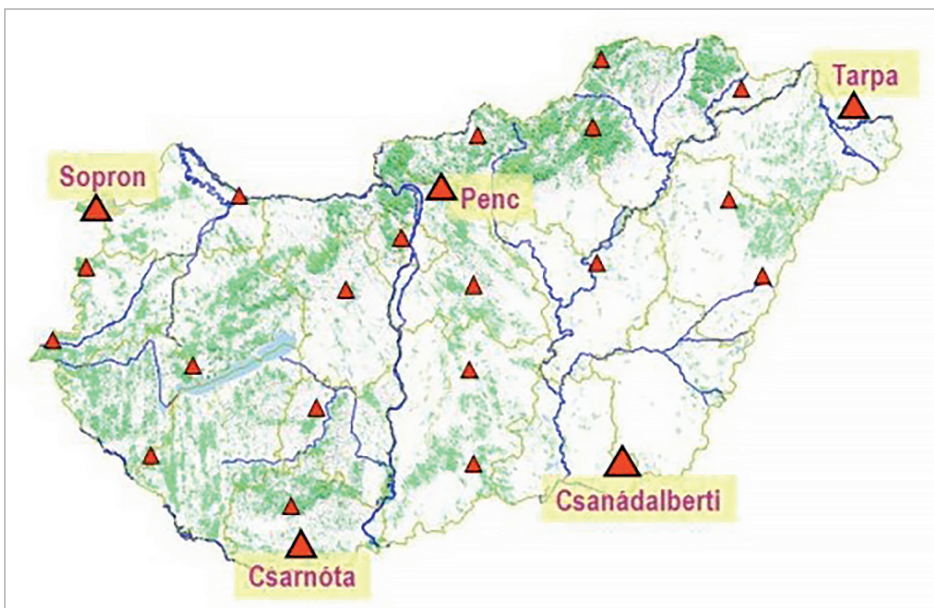 Tarpa
Sopron
Penc
Csanádalberti
Csarnóta